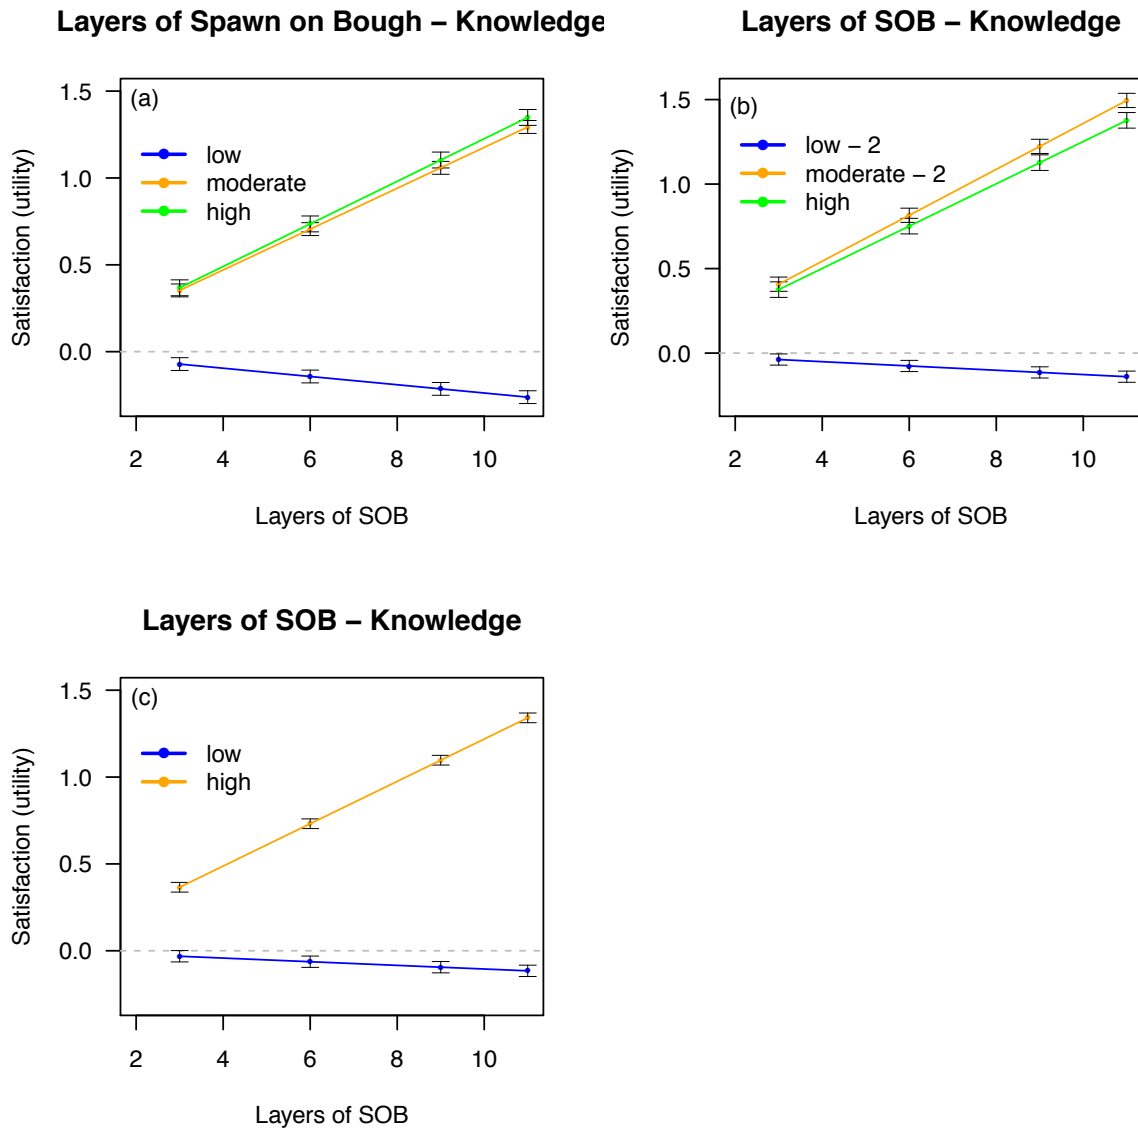 Layers of Spawn on Bough – Knowledge
(a)
low
moderate
high
Satisfaction (utility)
1.5
1.0
0.5
0.0
2 4 6 8 10
Layers of SOB
Layers of SOB – Knowledge
(b)
low – 2
moderate – 2
high
Satisfaction (utility)
1.5
1.0
0.5
0.0
2 4 6 8 10
Layers of SOB
Layers of SOB – Knowledge
(c)
low
high
Satisfaction (utility)
1.5
1.0
0.5
0.0
2 4 6 8 10
Layers of SOB